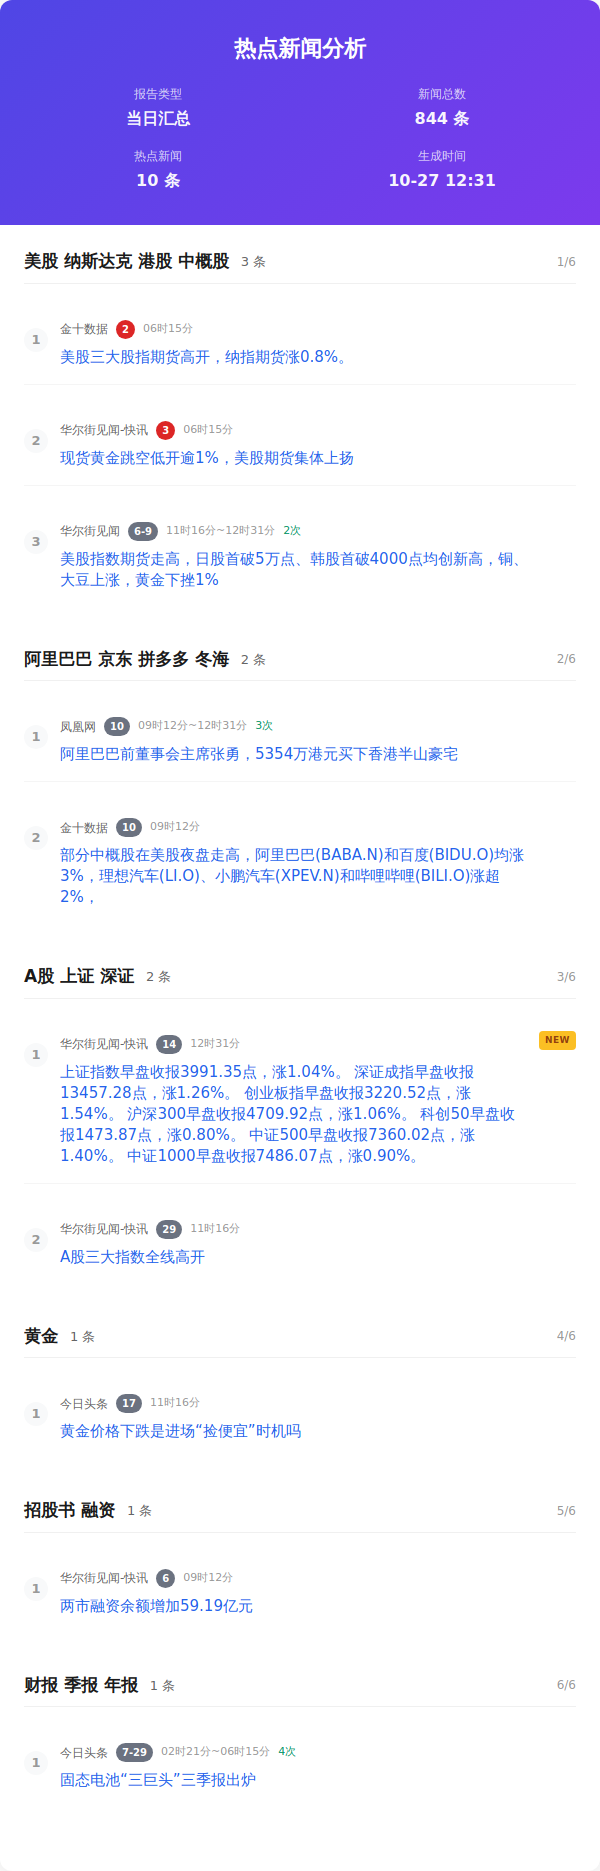 热点新闻分析
报告类型
新闻总数
当日汇总
844 条
热点新闻
生成时间
10 条
10-27 12:31
美股 纳斯达克 港股 中概股 3 条 1/6
1
金十数据 2 06时15分
美股三大股指期货高开，纳指期货涨0.8%。
2
华尔街见闻-快讯 3 06时15分
现货黄金跳空低开逾1%，美股期货集体上扬
3
华尔街见闻 6-9 11时16分~12时31分 2次
美股指数期货走高，日股首破5万点、韩股首破4000点均创新高，铜、
大豆上涨，黄金下挫1%
阿里巴巴 京东 拼多多 冬海 2 条 2/6
1
凤凰网 10 09时12分~12时31分 3次
阿里巴巴前董事会主席张勇，5354万港元买下香港半山豪宅
2
金十数据 10 09时12分
部分中概股在美股夜盘走高，阿里巴巴(BABA.N)和百度(BIDU.O)均涨
3%，理想汽车(LI.O)、小鹏汽车(XPEV.N)和哔哩哔哩(BILI.O)涨超
2%，
A股 上证 深证 2 条 3/6
1
华尔街见闻-快讯 14 12时31分 NEW
上证指数早盘收报3991.35点，涨1.04%。 深证成指早盘收报
13457.28点，涨1.26%。 创业板指早盘收报3220.52点，涨
1.54%。 沪深300早盘收报4709.92点，涨1.06%。 科创50早盘收
报1473.87点，涨0.80%。 中证500早盘收报7360.02点，涨
1.40%。 中证1000早盘收报7486.07点，涨0.90%。
2
华尔街见闻-快讯 29 11时16分
A股三大指数全线高开
黄金 1 条 4/6
1
今日头条 17 11时16分
黄金价格下跌是进场“捡便宜”时机吗
招股书 融资 1 条 5/6
1
华尔街见闻-快讯 6 09时12分
两市融资余额增加59.19亿元
财报 季报 年报 1 条 6/6
1
今日头条 7-29 02时21分~06时15分 4次
固态电池“三巨头”三季报出炉